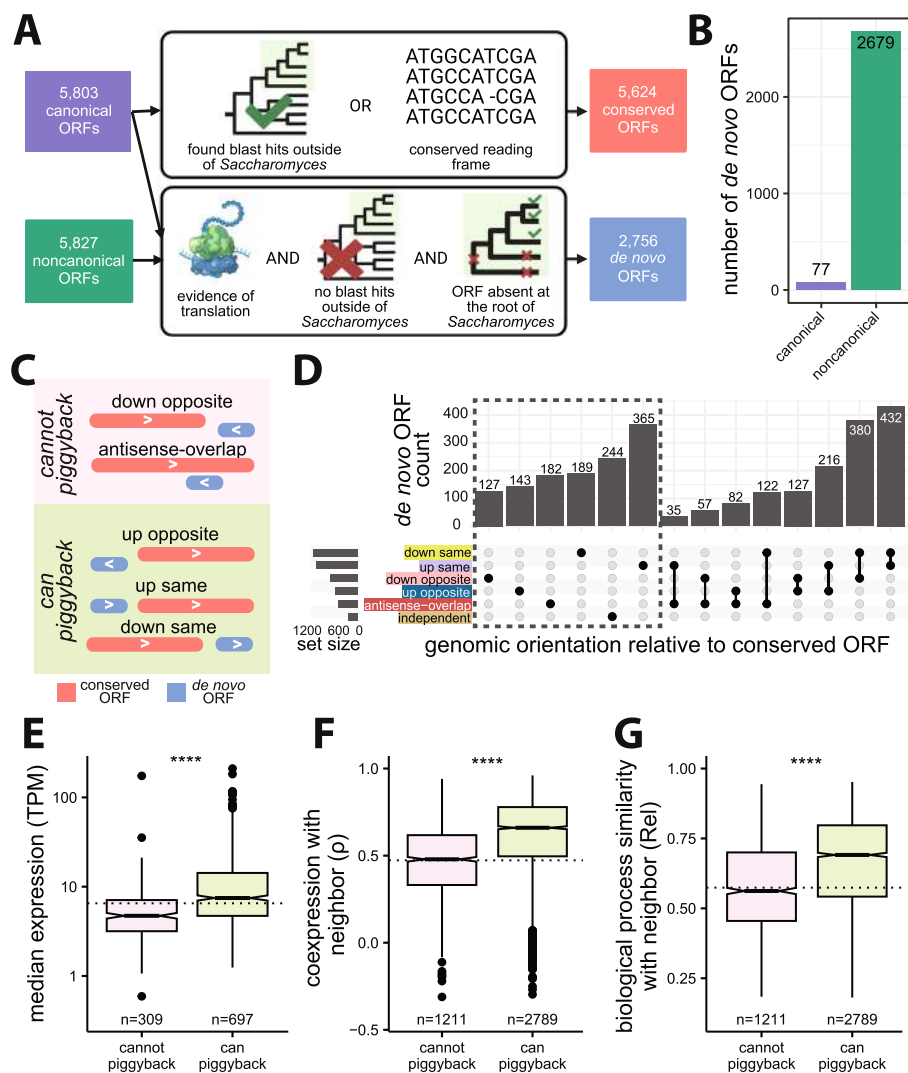 A
5,803
canonical
ORFs
found blast hits outside
of Saccharomyces
OR
ATGGCATCGA
ATGCCATCGA
ATGCCA -CGA
ATGCCATCGA
conserved reading
frame
5,624
conserved
ORFs
5,827
noncanonical
ORFs
evidence of
translation
AND
no blast hits
outside of
Saccharomyces
AND
ORF absent at
the root of
Saccharomyces
2,756
de novo
ORFs
B
number of de novo ORFs
2000
1000
0
77
2679
canonical
noncanonical
C
cannot
piggyback
down opposite
>
<
antisense-overlap
>
<
can
piggyback
up opposite
<
>
up same
>
>
down same
>
>
conserved
ORF
de novo
ORF
D
de novo ORF
count
400
300
200
100
0
127
143
182
189
244
365
35
57
82
122
127
216
380
432
down same
up same
down opposite
up opposite
antisense−overlap
independent
1200 600 0
set size
genomic orientation relative to conserved ORF
E
median expression (TPM)
100
10
1
****
n=309
n=697
cannot
piggyback
can
piggyback
F
coexpression with
neighbor (ρ)
1.0
0.5
0.0
−0.5
****
n=1211
n=2789
cannot
piggyback
can
piggyback
G
biological process similarity
with neighbor (Rel)
1.00
0.75
0.50
0.25
****
n=1211
n=2789
cannot
piggyback
can
piggyback